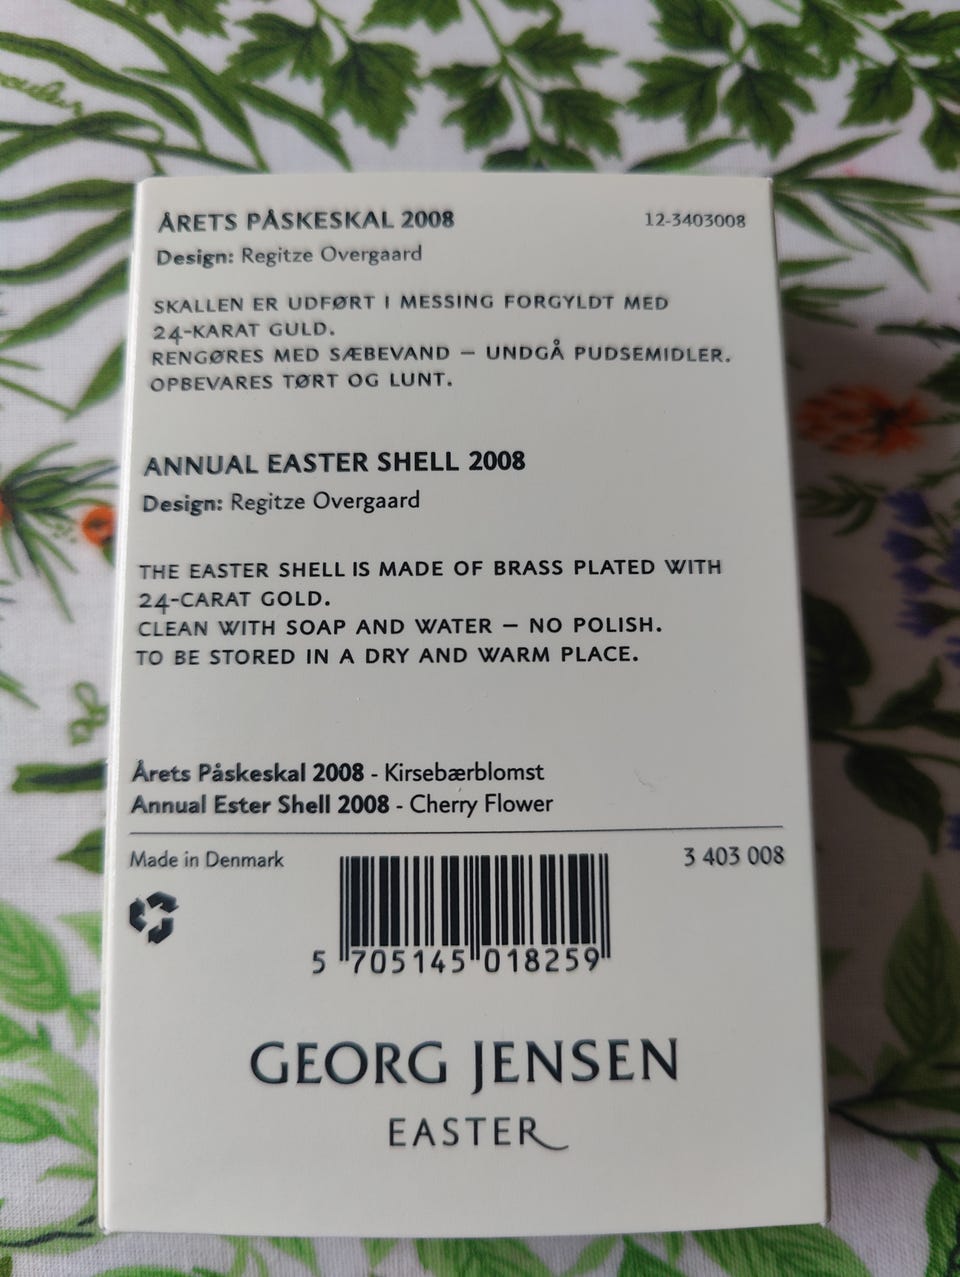 ÅRETS PÅSKESKAL 2008
12-3403008
Design: Regitze Overgaard
SKALLEN ER UDFØRT I MESSING FORGYLDT MED
24-KARAT GULD.
RENGØRES MED SÆBEVAND – UNDGÅ PUDSEMIDLER.
OPBEVARES TØRT OG LUNT.
ANNUAL EASTER SHELL 2008
Design: Regitze Overgaard
THE EASTER SHELL IS MADE OF BRASS PLATED WITH
24-CARAT GOLD.
CLEAN WITH SOAP AND WATER – NO POLISH.
TO BE STORED IN A DRY AND WARM PLACE.
Årets Påskeskal 2008 - Kirsebærblomst
Annual Ester Shell 2008 - Cherry Flower
Made in Denmark
3 403 008
5 705145 018259
GEORG JENSEN
EASTER